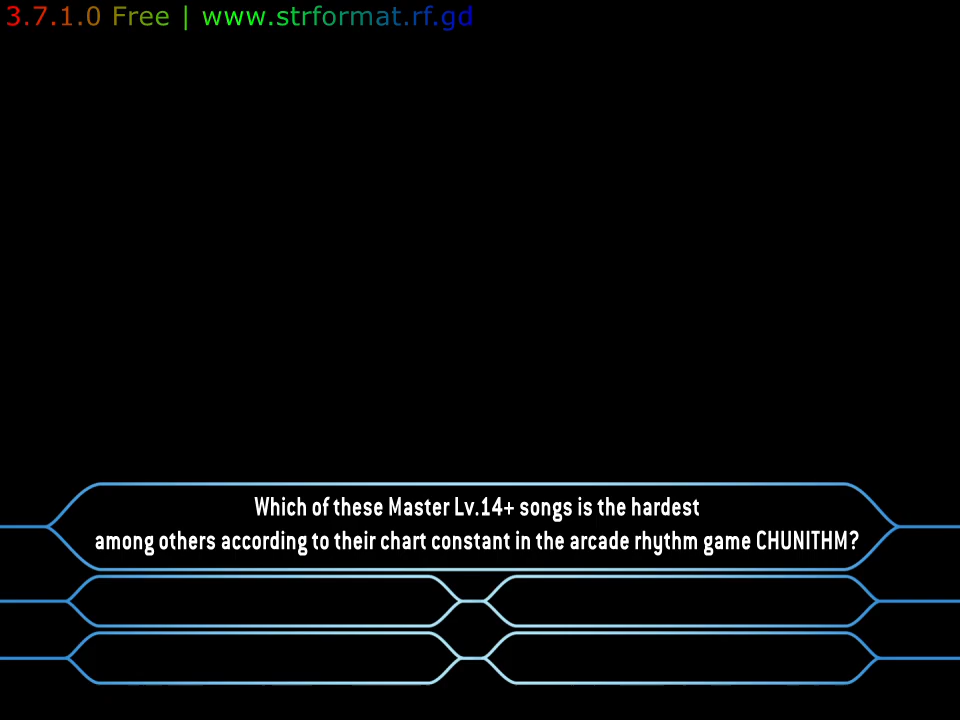 3.7.1.0 Free | www.strformat.rf.gd
Which of these Master Lv.14+ songs is the hardest
among others according to their chart constant in the arcade rhythm game CHUNITHM?